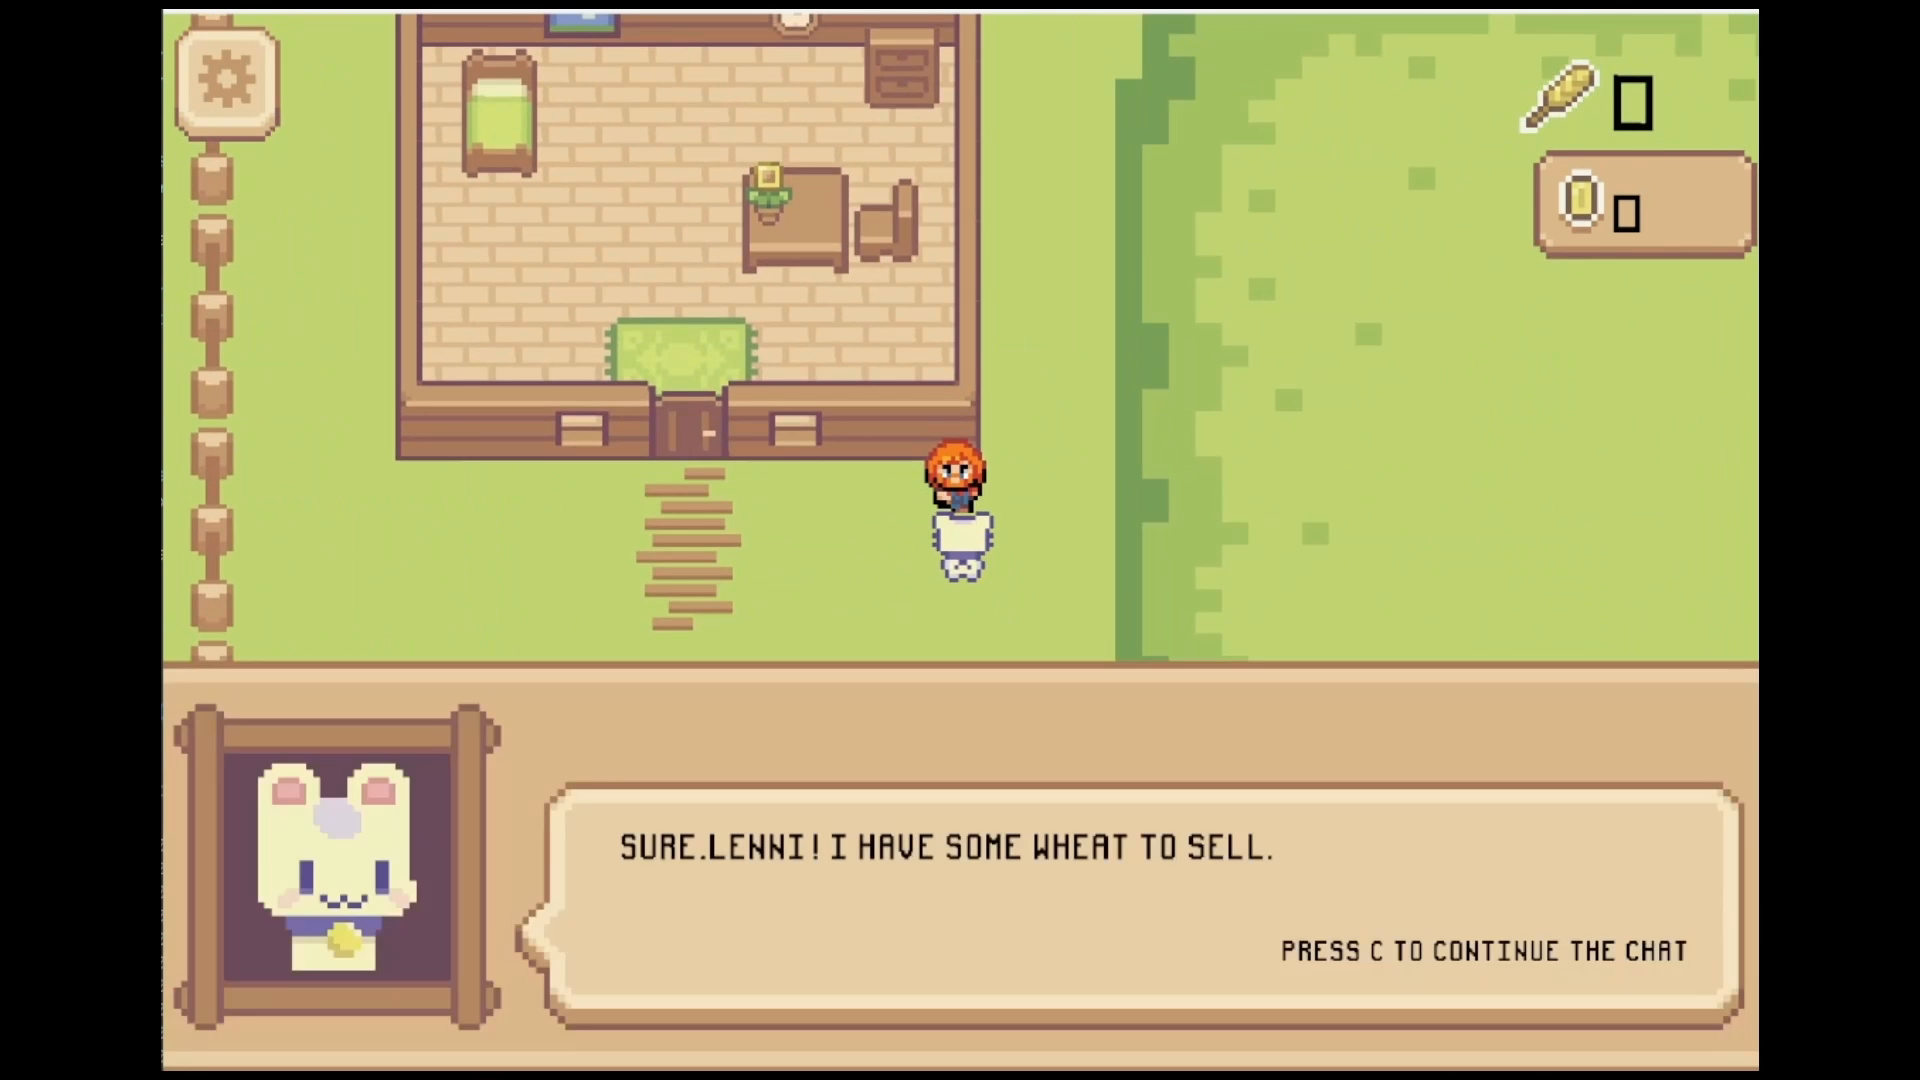 SURE.LENNI! I HAVE SOME WHEAT TO SELL.
PRESS C TO CONTINUE THE CHAT